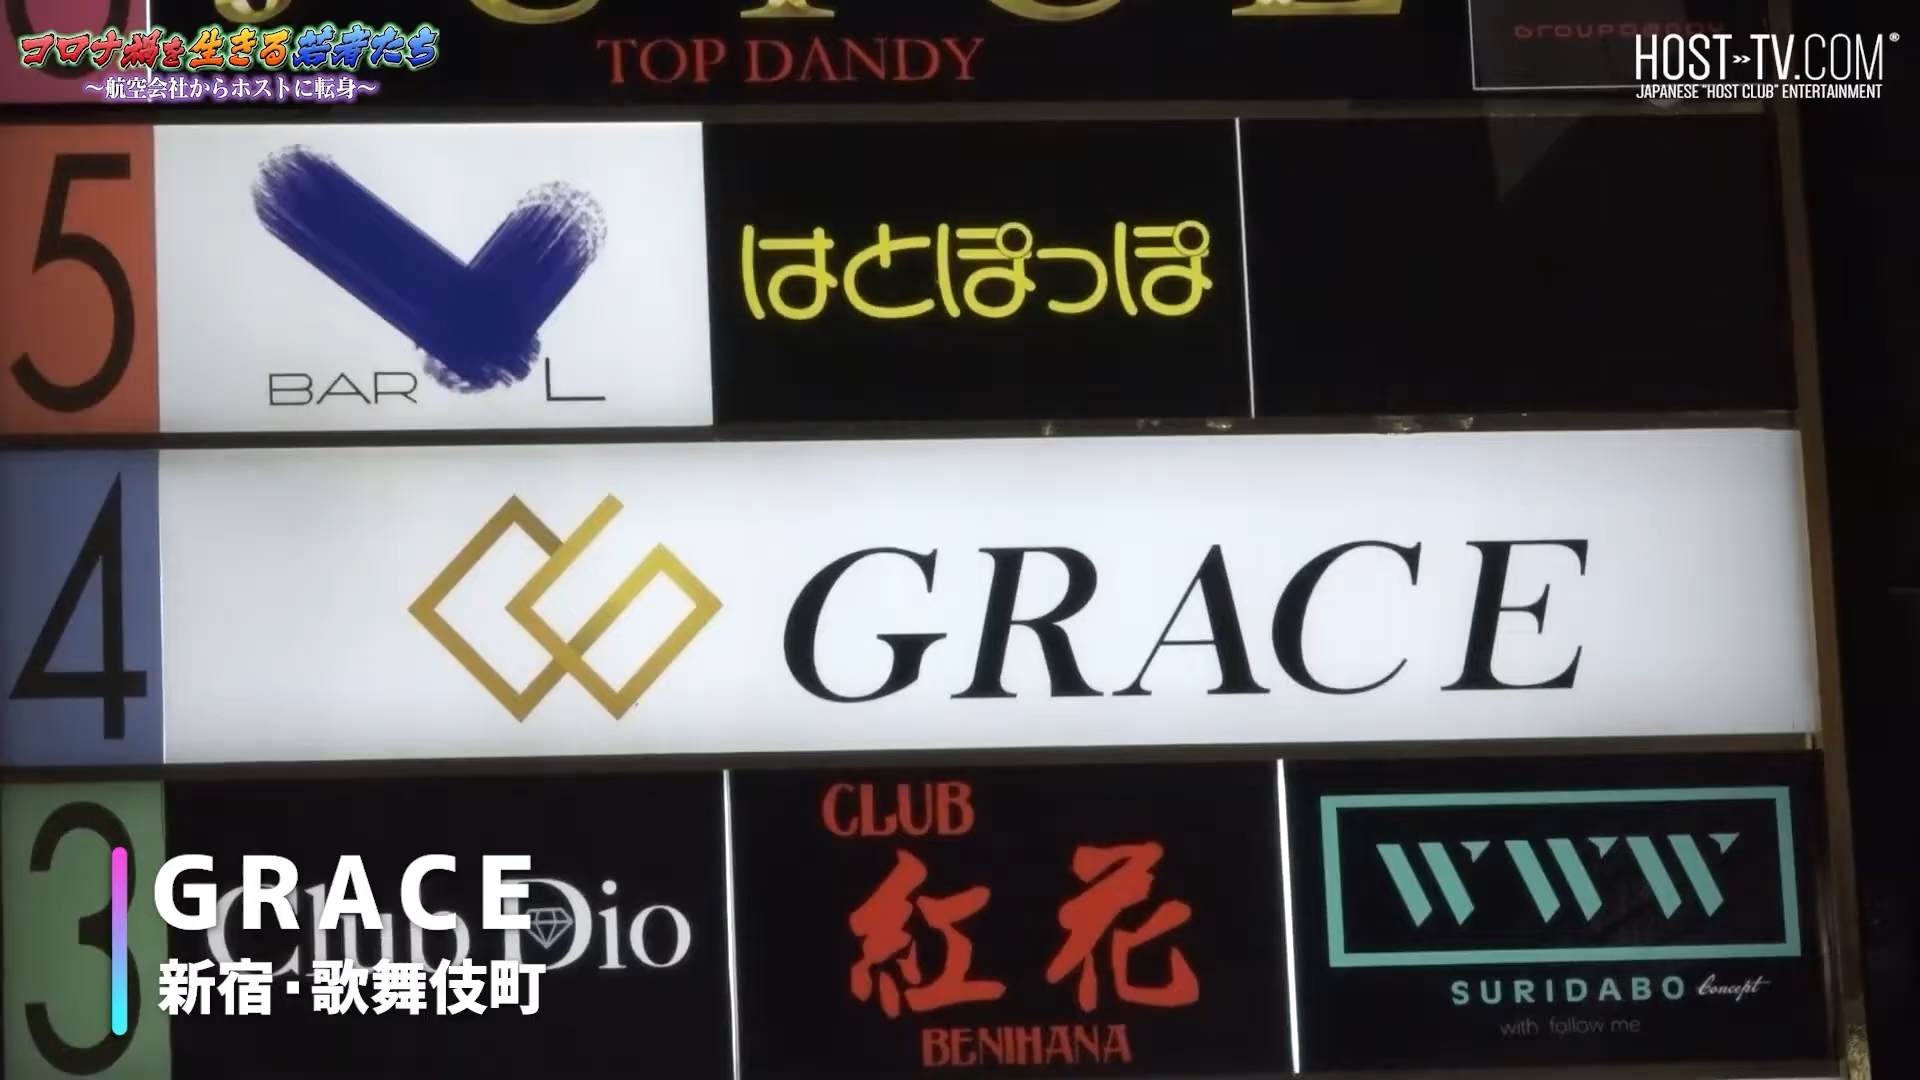 コロナ禍を生きる若者たち
～航空会社からホストに転身～
HOST»TV.COM®
JAPANESE "HOST CLUB" ENTERTAINMENT
TOP DANDY
5
BAR L
はとぽっぽ
4
GRACE
3
Club Dio
CLUB
紅花
BENIHANA
WWW
SURIDABO Concept
with follow me
GRACE
新宿・歌舞伎町